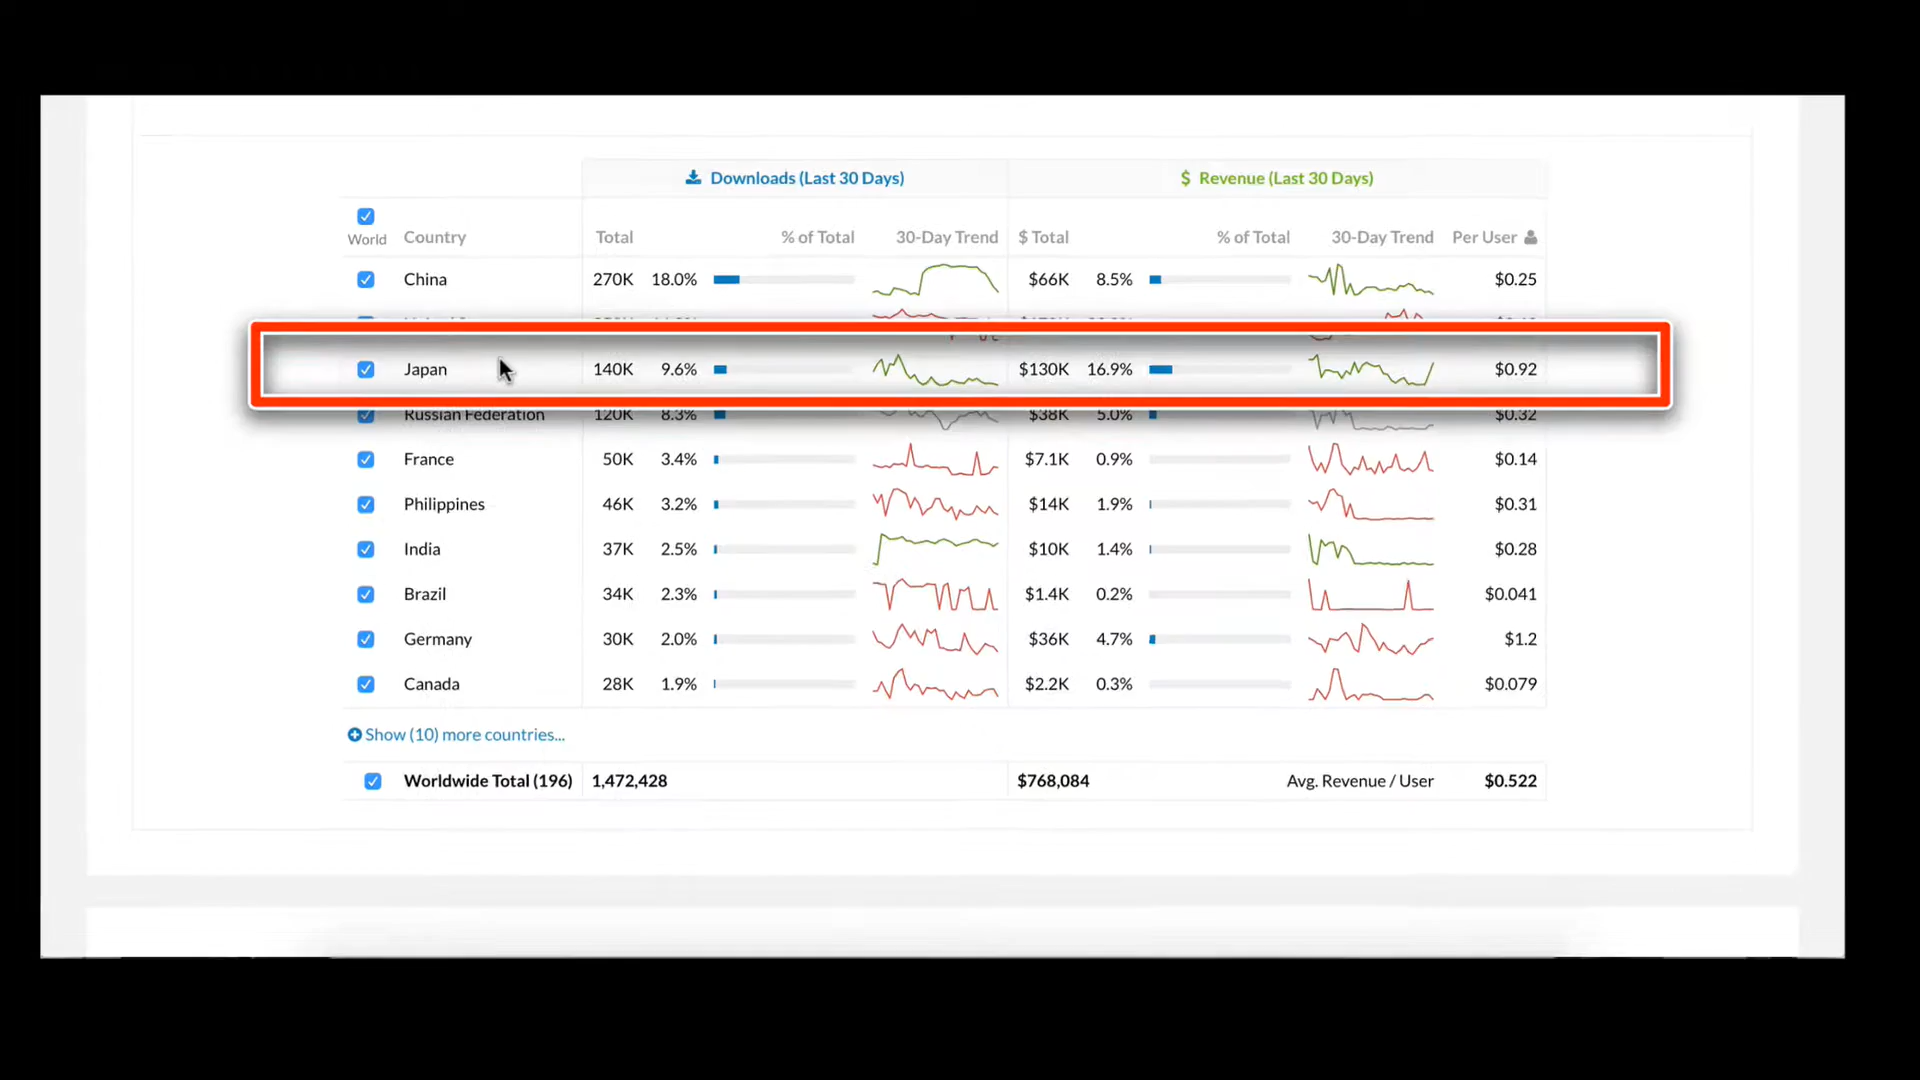 Downloads (Last 30 Days) $ Revenue (Last 30 Days)
World Country Total % of Total 30-Day Trend $ Total % of Total 30-Day Trend Per User
China 270K 18.0% $66K 8.5% $0.25
Japan 140K 9.6% $130K 16.9% $0.92
Russian Federation 120K 8.3% $38K 5.0% $0.32
France 50K 3.4% $7.1K 0.9% $0.14
Philippines 46K 3.2% $14K 1.9% $0.31
India 37K 2.5% $10K 1.4% $0.28
Brazil 34K 2.3% $1.4K 0.2% $0.041
Germany 30K 2.0% $36K 4.7% $1.2
Canada 28K 1.9% $2.2K 0.3% $0.079
Show (10) more countries...
Worldwide Total (196) 1,472,428 $768,084 Avg. Revenue / User $0.522